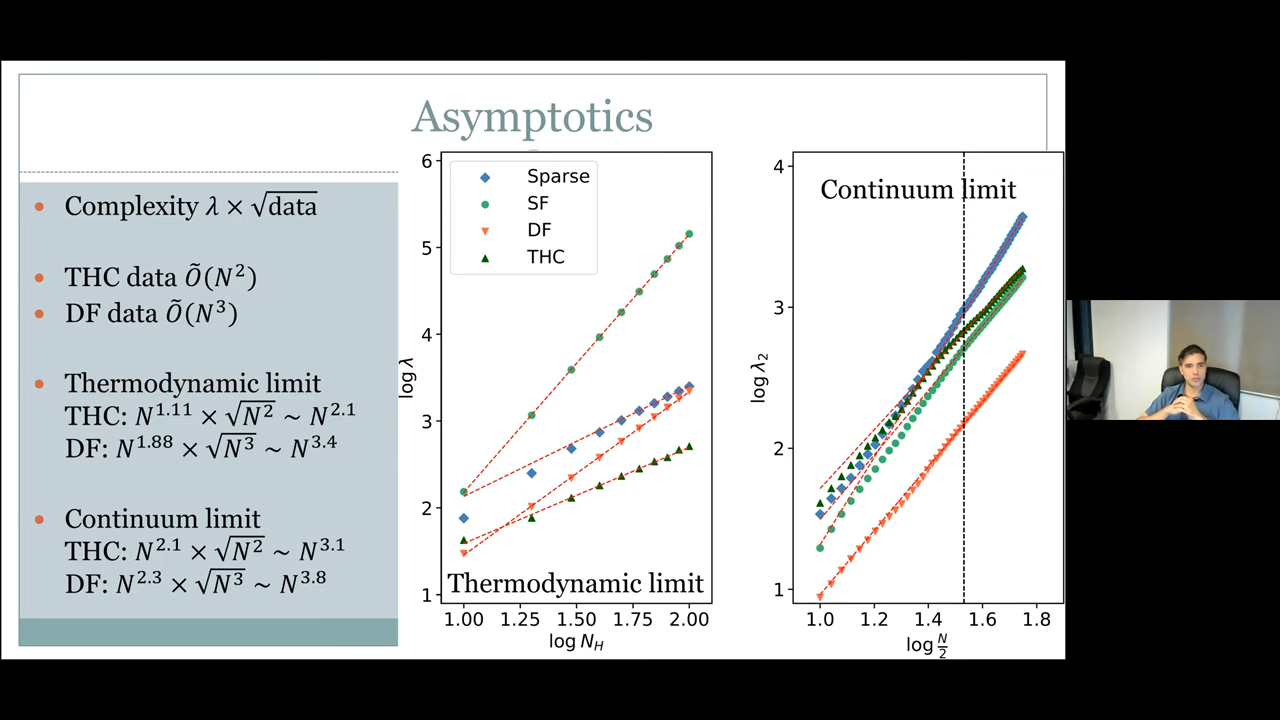 Asymptotics
• Complexity λ × √data
• THC data Õ(N²)
• DF data Õ(N³)
• Thermodynamic limit
THC: N^1.11 × √N² ~ N^2.1
DF: N^1.88 × √N³ ~ N^3.4
• Continuum limit
THC: N^2.1 × √N² ~ N^3.1
DF: N^2.3 × √N³ ~ N^3.8
6
5
4
3
2
1
log λ
Sparse
SF
DF
THC
Thermodynamic limit
1.00 1.25 1.50 1.75 2.00
log N_H
4
3
2
1
log λ₂
Continuum limit
1.0 1.2 1.4 1.6 1.8
log N/2